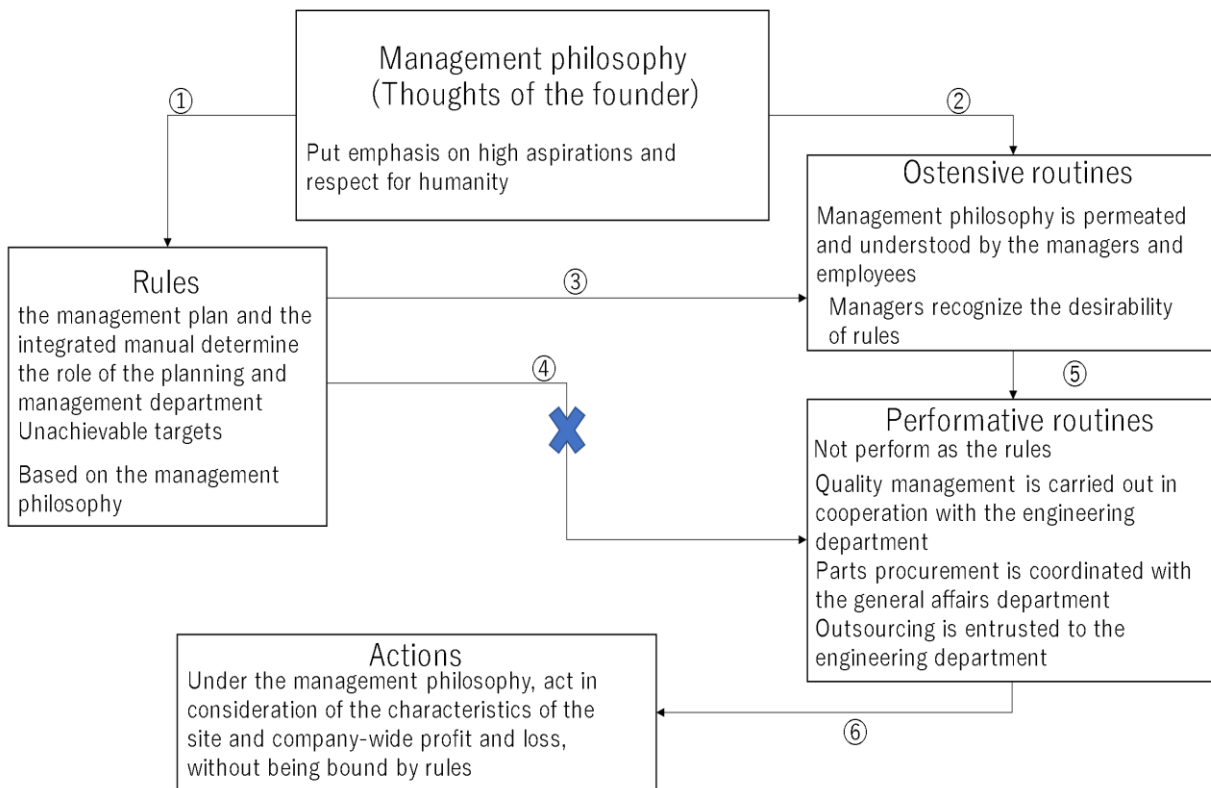 Management philosophy
(Thoughts of the founder)
Put emphasis on high aspirations and
respect for humanity
①
②
Ostensive routines
Management philosophy is permeated
and understood by the managers and
employees
Managers recognize the desirability
of rules
Rules
the management plan and the
integrated manual determine
the role of the planning and
management department
Unachievable targets
Based on the management
philosophy
③
④
⑤
Performative routines
Not perform as the rules
Quality management is carried out in
cooperation with the engineering
department
Parts procurement is coordinated with
the general affairs department
Outsourcing is entrusted to the
engineering department
Actions
Under the management philosophy, act in
consideration of the characteristics of the
site and company-wide profit and loss,
without being bound by rules
⑥